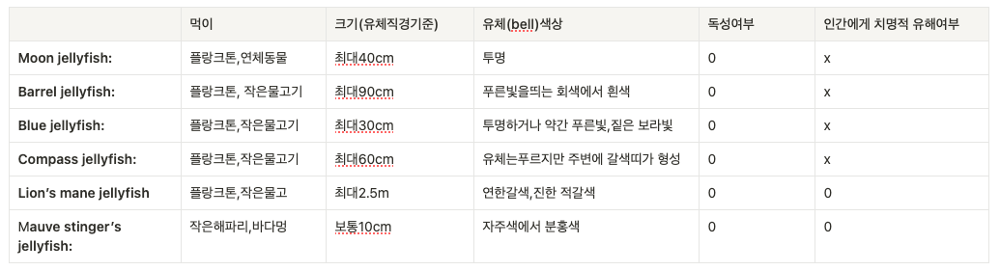 먹이 크기(유체직경기준) 유체(bell)색상 독성여부 인간에게 치명적 유해여부
Moon jellyfish: 플랑크톤,연체동물 최대40cm 투명 0 x
Barrel jellyfish: 플랑크톤, 작은물고기 최대90cm 푸른빛을띄는 회색에서 흰색 0 x
Blue jellyfish: 플랑크톤,작은물고기 최대30cm 투명하거나 약간 푸른빛,짙은 보라빛 0 x
Compass jellyfish: 플랑크톤,작은물고기 최대60cm 유체는푸르지만 주변에 갈색띠가 형성 0 x
Lion’s mane jellyfish 플랑크톤,작은물고 최대2.5m 연한갈색,진한 적갈색 0 0
Mauve stinger’s 작은해파리,바다멍 보통10cm 자주색에서 분홍색 0 0
jellyfish: